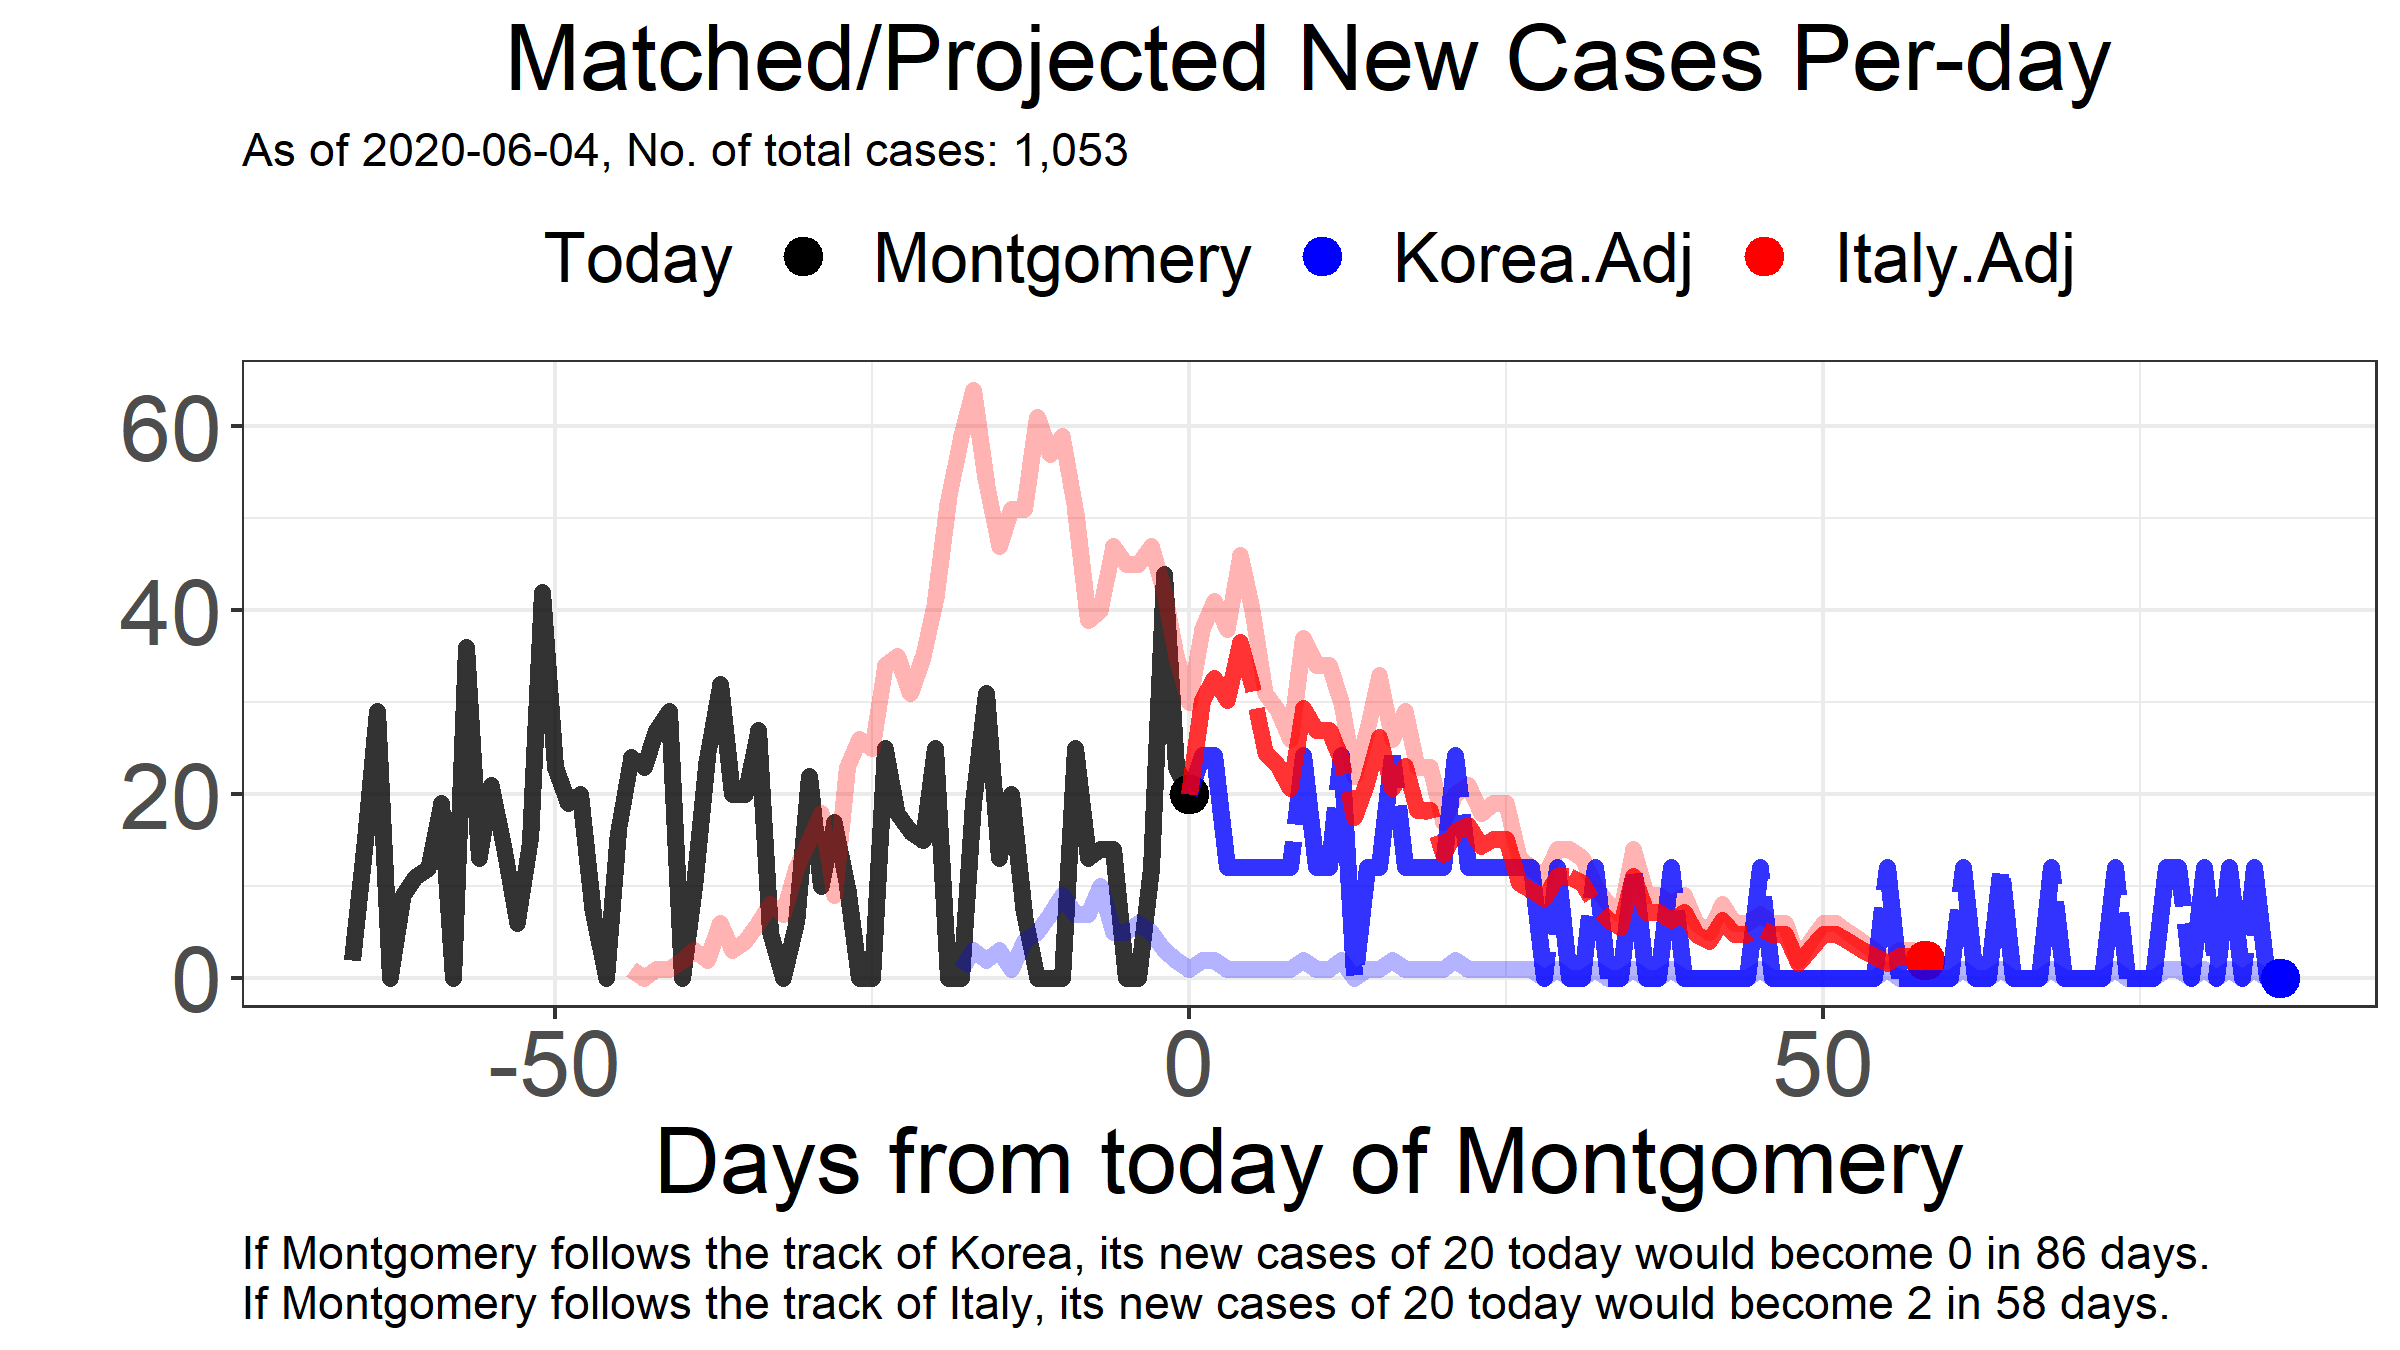 Matched/Projected New Cases Per-day
As of 2020-06-04, No. of total cases: 1,053
Today Montgomery Korea.Adj Italy.Adj
60
40
20
0
-50 0 50
Days from today of Montgomery
If Montgomery follows the track of Korea, its new cases of 20 today would become 0 in 86 days.
If Montgomery follows the track of Italy, its new cases of 20 today would become 2 in 58 days.